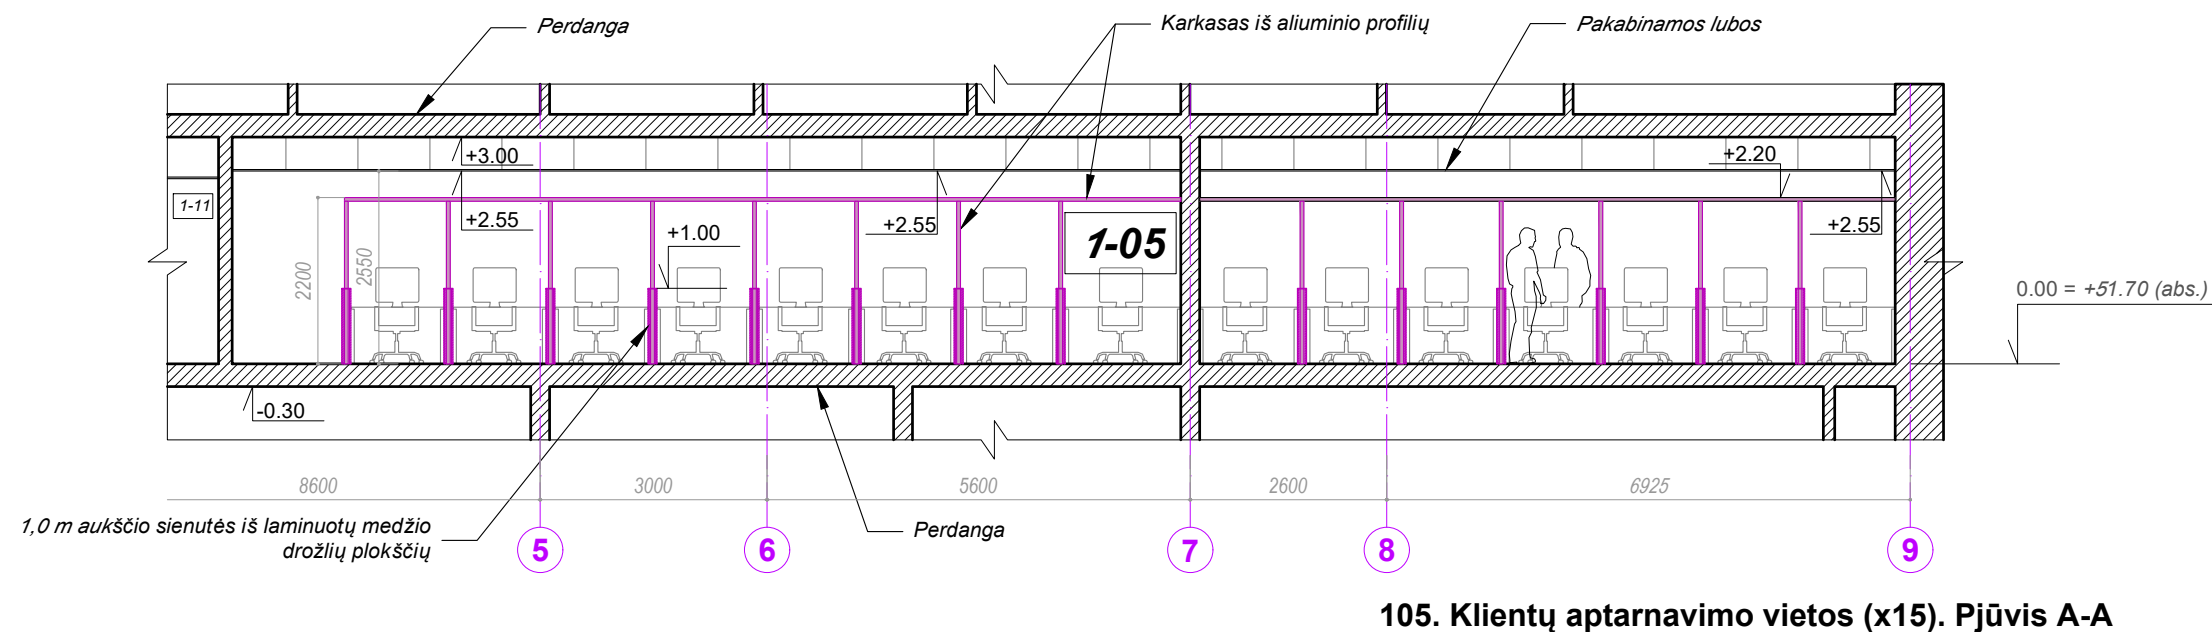 Perdanga
Karkasas iš aliuminio profilių
Pakabinamos lubos
+3.00
+2.20
1-11
+2.55
+2.55
+2.55
+1.00
1-05
2200
2550
0.00 = +51.70 (abs.)
-0.30
8600
3000
5600
2600
6925
1,0 m aukščio sienutės iš laminuotų medžio
drožlių plokščių
Perdanga
5
6
7
8
9
105. Klientų aptarnavimo vietos (x15). Pjūvis A-A